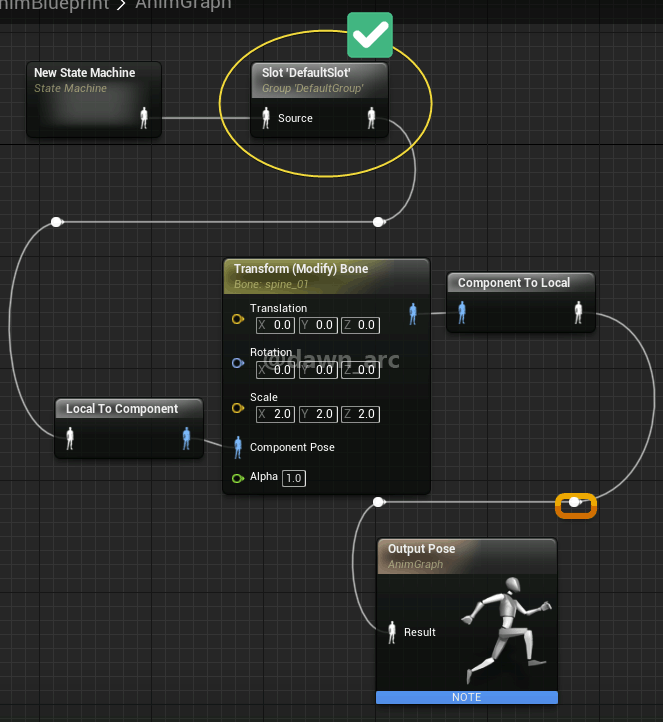 nimBlueprint > AnimGraph
New State Machine
State Machine
Slot 'DefaultSlot'
Group 'DefaultGroup'
Source
Transform (Modify) Bone
Bone: spine_01
Translation
X 0.0 Y 0.0 Z 0.0
Rotation
X 0.0 Y 0.0 Z 0.0
@dawn_arc
Scale
X 2.0 Y 2.0 Z 2.0
Component Pose
Alpha 1.0
Component To Local
Local To Component
Output Pose
AnimGraph
Result
NOTE